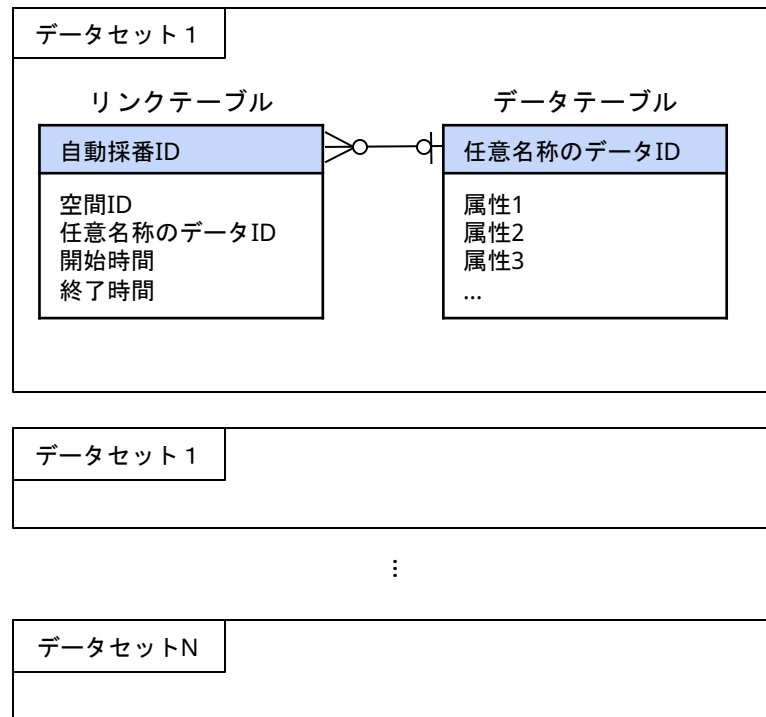 データセット１
リンクテーブル
自動採番ID
空間ID
任意名称のデータID
開始時間
終了時間
データテーブル
任意名称のデータID
属性1
属性2
属性3
...
データセット１
⋮
データセットN